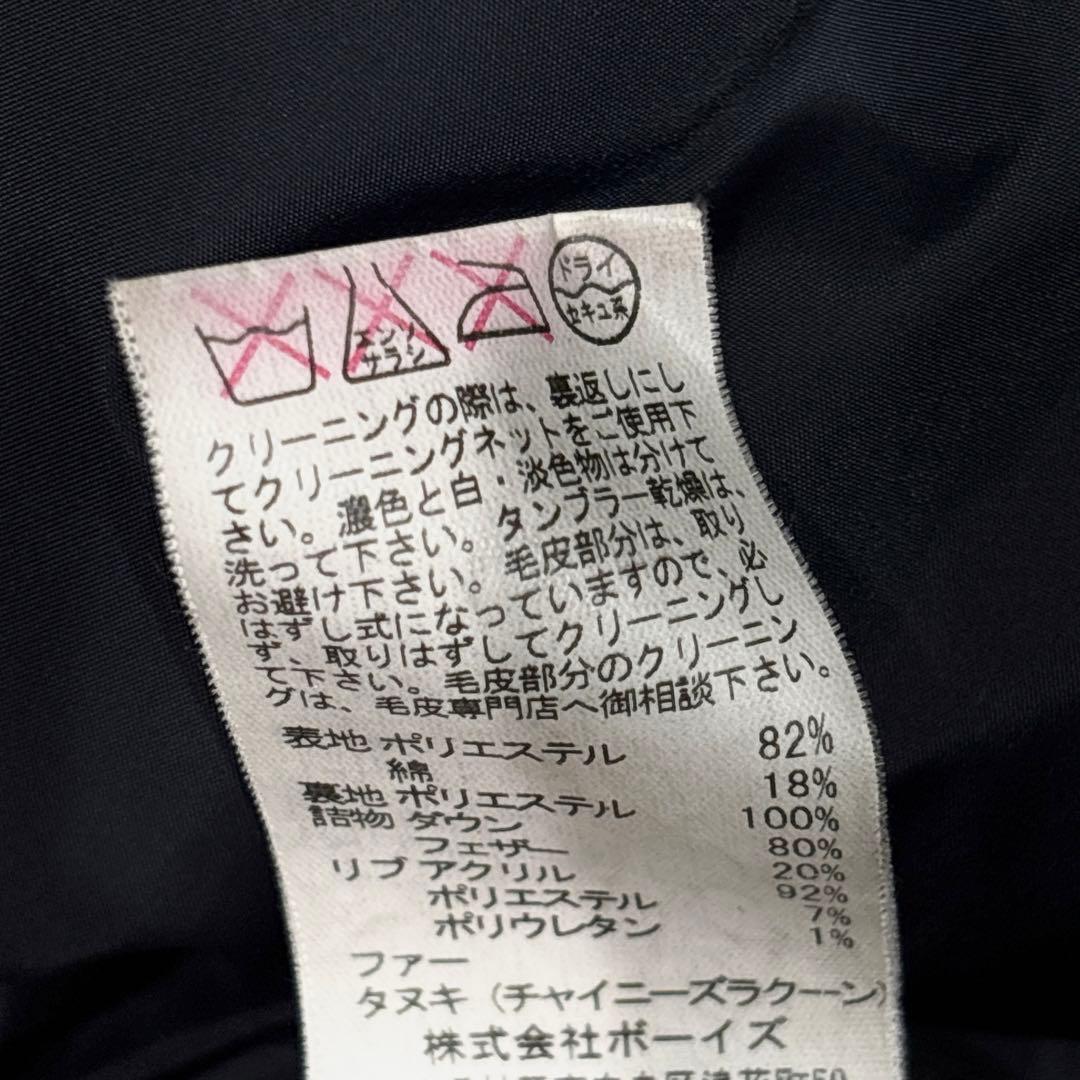 エンソ
サラシ
ドライ
セキユ系
クリーニングの際は、裏返しにし
てクリーニングネットをご使用下
さい。濃色と白・淡色物は分けて
洗って下さい。タンブラー乾燥は、
お避け下さい。毛皮部分は、取り
はずし式になっていますので、必
ず、取りはずしてクリーニングし
て下さい。毛皮部分のクリーニン
グは、毛皮専門店へ御相談下さい。
表地 ポリエステル 82%
綿 18%
裏地 ポリエステル 100%
詰物 ダウン 80%
フェザー 20%
リブ アクリル 92%
ポリエステル 7%
ポリウレタン 1%
ファー
タヌキ（チャイニーズラクーン）
株式会社ボーイズ